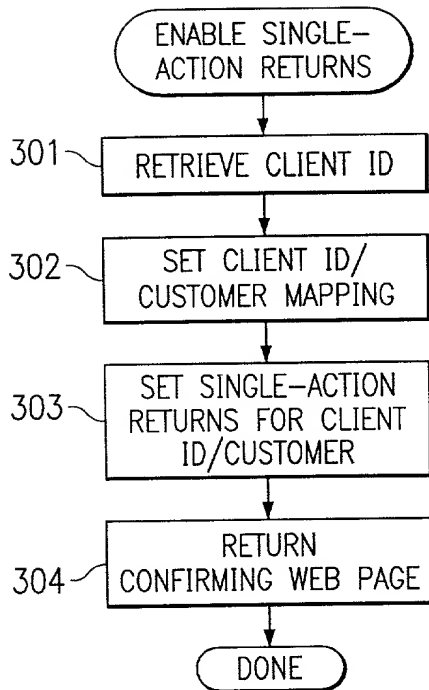 ENABLE SINGLE–
ACTION RETURNS
301
RETRIEVE CLIENT ID
302
SET CLIENT ID/
CUSTOMER MAPPING
303
SET SINGLE–ACTION
RETURNS FOR CLIENT
ID/CUSTOMER
304
RETURN
CONFIRMING WEB PAGE
DONE